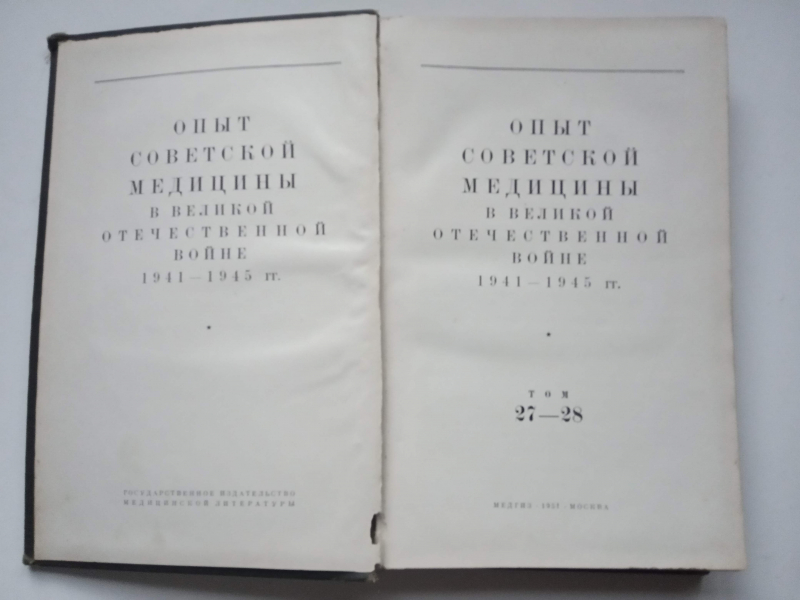 ОПЫТ
СОВЕТСКОЙ
МЕДИЦИНЫ
В ВЕЛИКОЙ
ОТЕЧЕСТВЕННОЙ
ВОЙНЕ
1941—1945 гг.
ГОСУДАРСТВЕННОЕ ИЗДАТЕЛЬСТВО
МЕДИЦИНСКОЙ ЛИТЕРАТУРЫ
ОПЫТ
СОВЕТСКОЙ
МЕДИЦИНЫ
В ВЕЛИКОЙ
ОТЕЧЕСТВЕННОЙ
ВОЙНЕ
1941—1945 гг.
ТОМ
27—28
МЕДГИЗ · МОСКВА